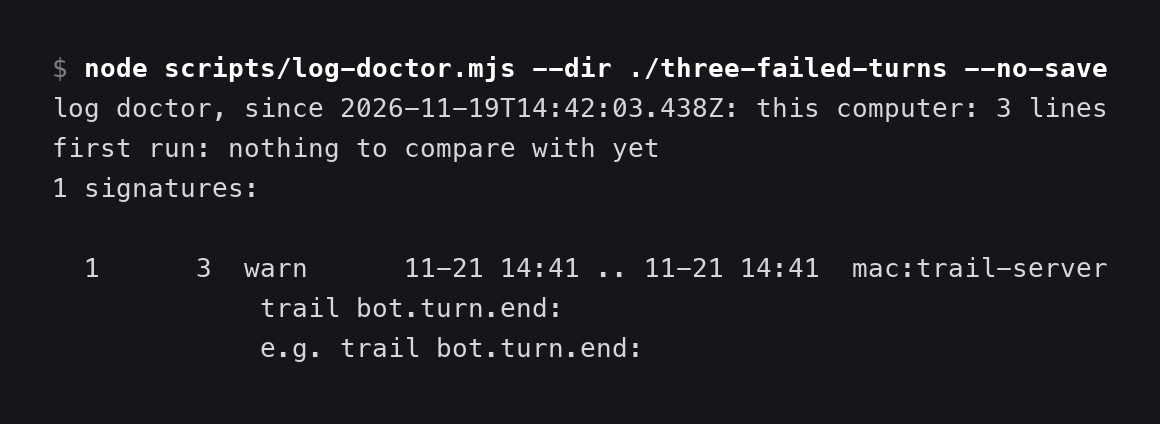 $ node scripts/log-doctor.mjs --dir ./three-failed-turns --no-save
log doctor, since 2026-11-19T14:42:03.438Z: this computer: 3 lines
first run: nothing to compare with yet
1 signatures:
1 3 warn 11-21 14:41 .. 11-21 14:41 mac:trail-server
trail bot.turn.end:
e.g. trail bot.turn.end: